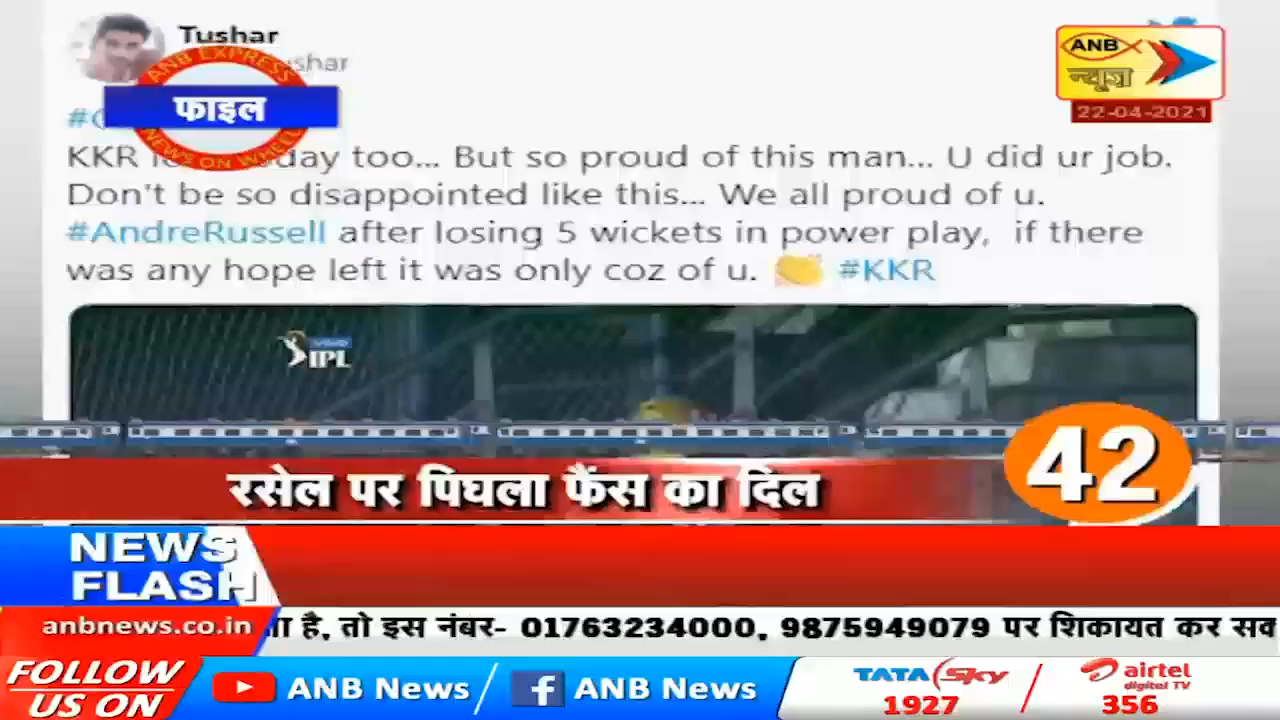 Tushar
shar
ANB EXPRESS
फाइल
NEWS ON WHEEL
ANB
न्यूज़
22-04-2021
KKR day too... But so proud of this man... U did ur job.
Don't be so disappointed like this... We all proud of u.
#AndreRussell after losing 5 wickets in power play, if there
was any hope left it was only coz of u. 👏 #KKR
VIVO
IPL
42
रसेल पर पिघला फैंस का दिल
NEWS
FLASH
anbnews.co.in
है, तो इस नंबर- 01763234000, 9875949079 पर शिकायत कर सव
FOLLOW
US ON
ANB News
ANB News
TATA Sky
1927
airtel
digital TV
356